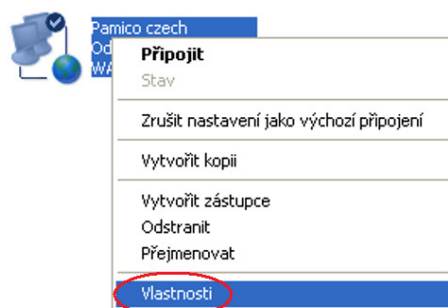 Pamico czech
Od
WA
Připojit
Stav
Zrušit nastavení jako výchozí připojení
Vytvořit kopii
Vytvořit zástupce
Odstranit
Přejmenovat
Vlastnosti